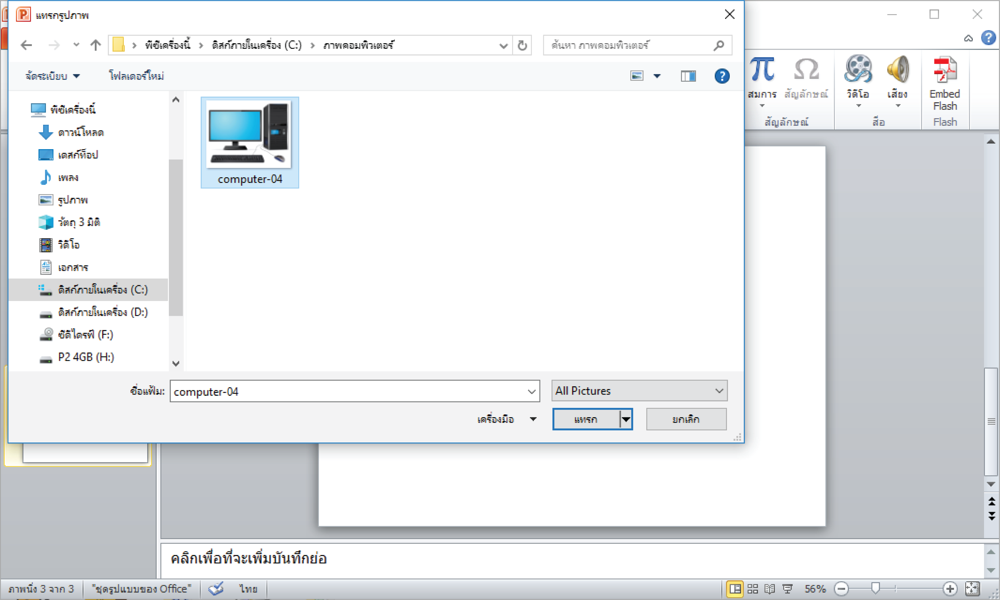 แทรกรูปภาพ
พีซีเครื่องนี้ › ดิสก์ภายในเครื่อง (C:) › ภาพคอมพิวเตอร์
ค้นหา ภาพคอมพิวเตอร์
จัดระเบียบ
โฟลเดอร์ใหม่
พีซีเครื่องนี้
ดาวน์โหลด
เดสก์ท็อป
เพลง
รูปภาพ
วัตถุ 3 มิติ
วิดีโอ
เอกสาร
ดิสก์ภายในเครื่อง (C:)
ดิสก์ภายในเครื่อง (D:)
ซีดีไดรฟ์ (F:)
P2 4GB (H:)
computer-04
ชื่อแฟ้ม: computer-04
All Pictures
เครื่องมือ
แทรก
ยกเลิก
สมการ
สัญลักษณ์
วิดีโอ
เสียง
Embed
Flash
สัญลักษณ์
สื่อ
Flash
คลิกเพื่อที่จะเพิ่มบันทึกย่อ
ภาพนิ่ง 3 จาก 3
"ชุดรูปแบบของ Office"
ไทย
56%